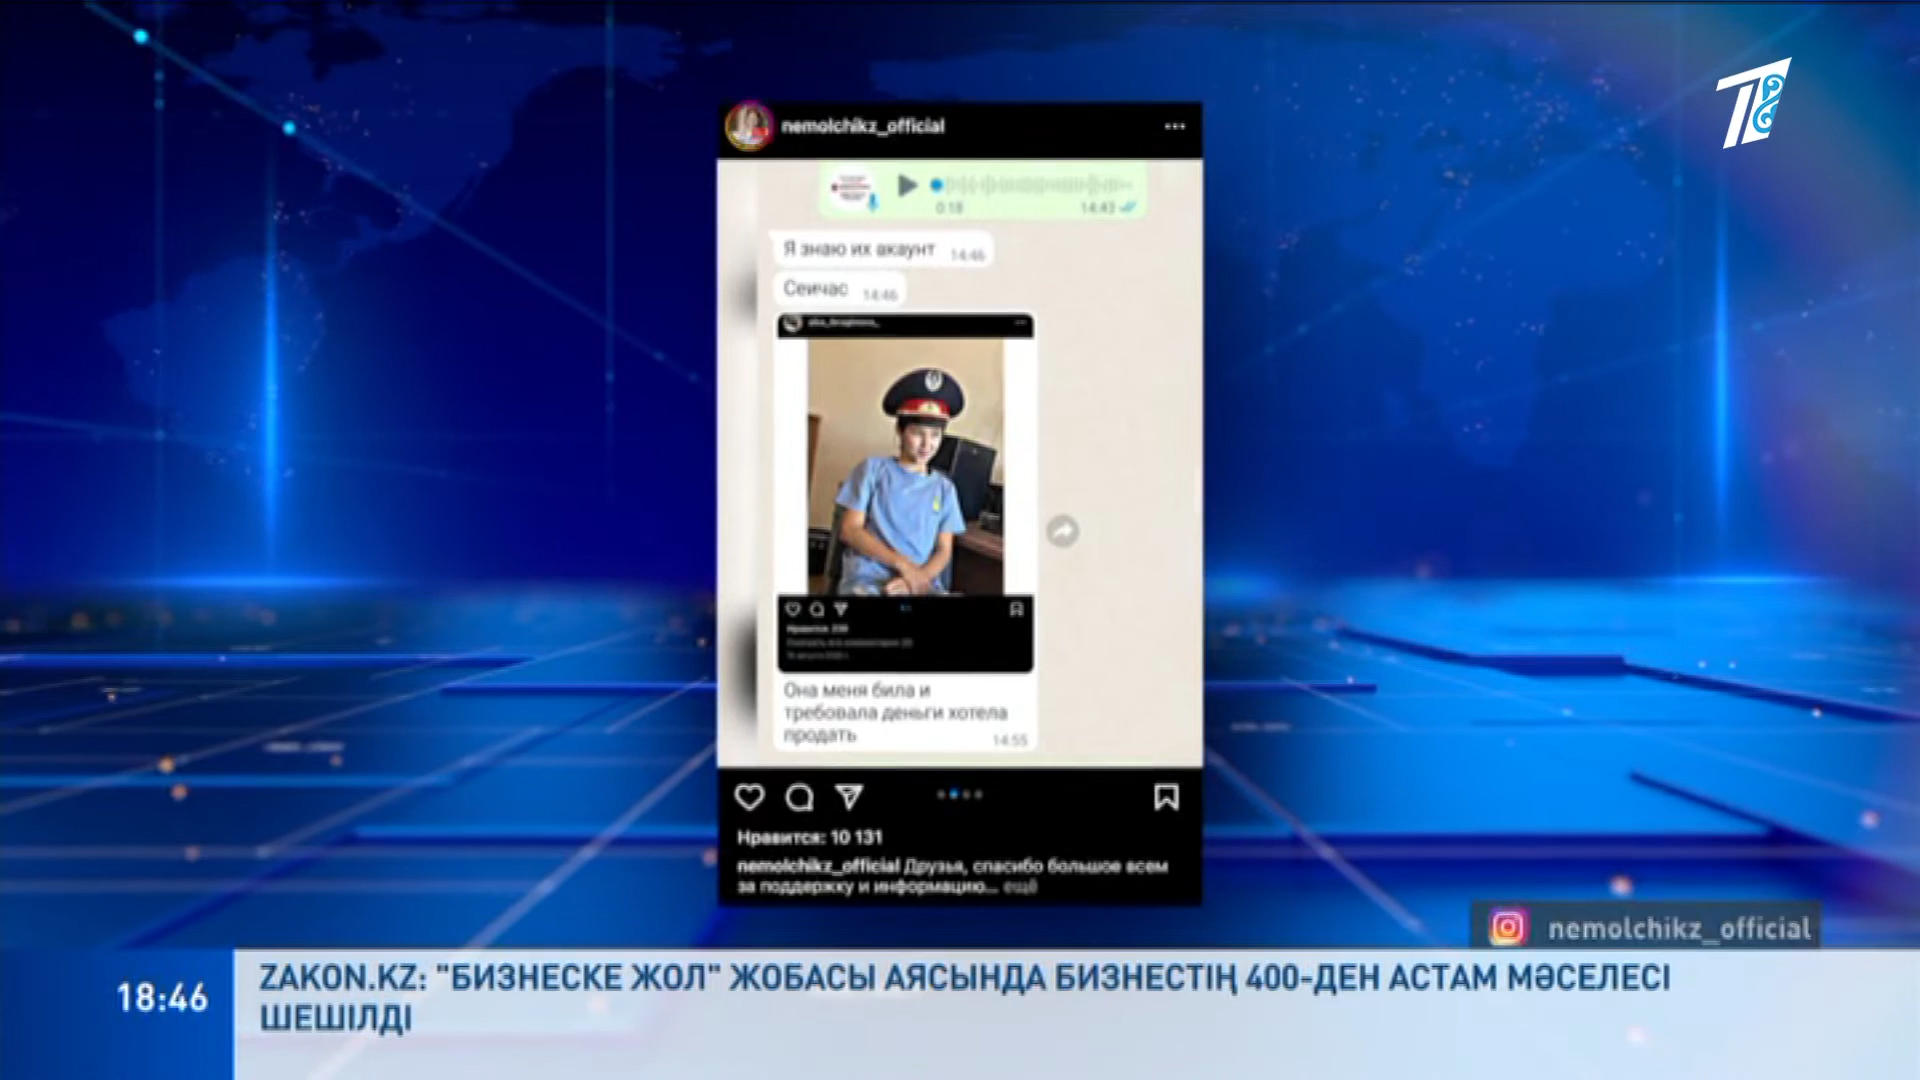 nemolchikz_official
0:18
14:43
Я знаю их акаунт 14:46
Сеичас 14:46
Она меня била и
требовала деньги хотела
продать
14:55
Нравится: 10 131
nemolchikz_official Друзья, спасибо большое всем
за поддержку и информацию... ещё
nemolchikz_official
18:46
ZAKON.KZ: "БИЗНЕСКЕ ЖОЛ" ЖОБАСЫ АЯСЫНДА БИЗНЕСТІҢ 400-ДЕН АСТАМ МӘСЕЛЕСІ
ШЕШІЛДІ